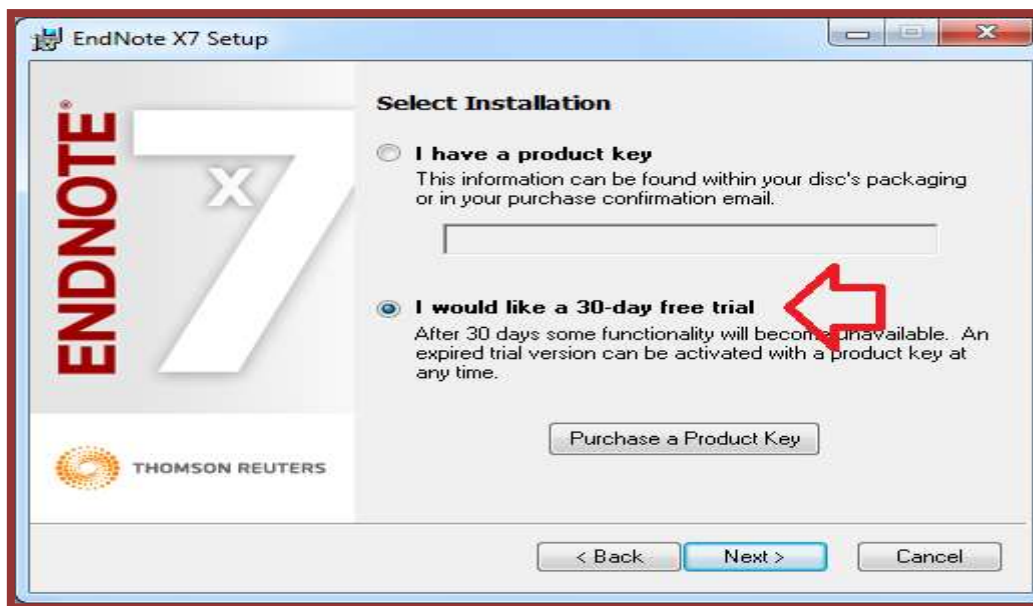 EndNote X7 Setup
ENDNOTE®
X7
Select Installation
I have a product key
This information can be found within your disc's packaging
or in your purchase confirmation email.
I would like a 30-day free trial
After 30 days some functionality will become unavailable. An
expired trial version can be activated with a product key at
any time.
Purchase a Product Key
THOMSON REUTERS
< Back
Next >
Cancel